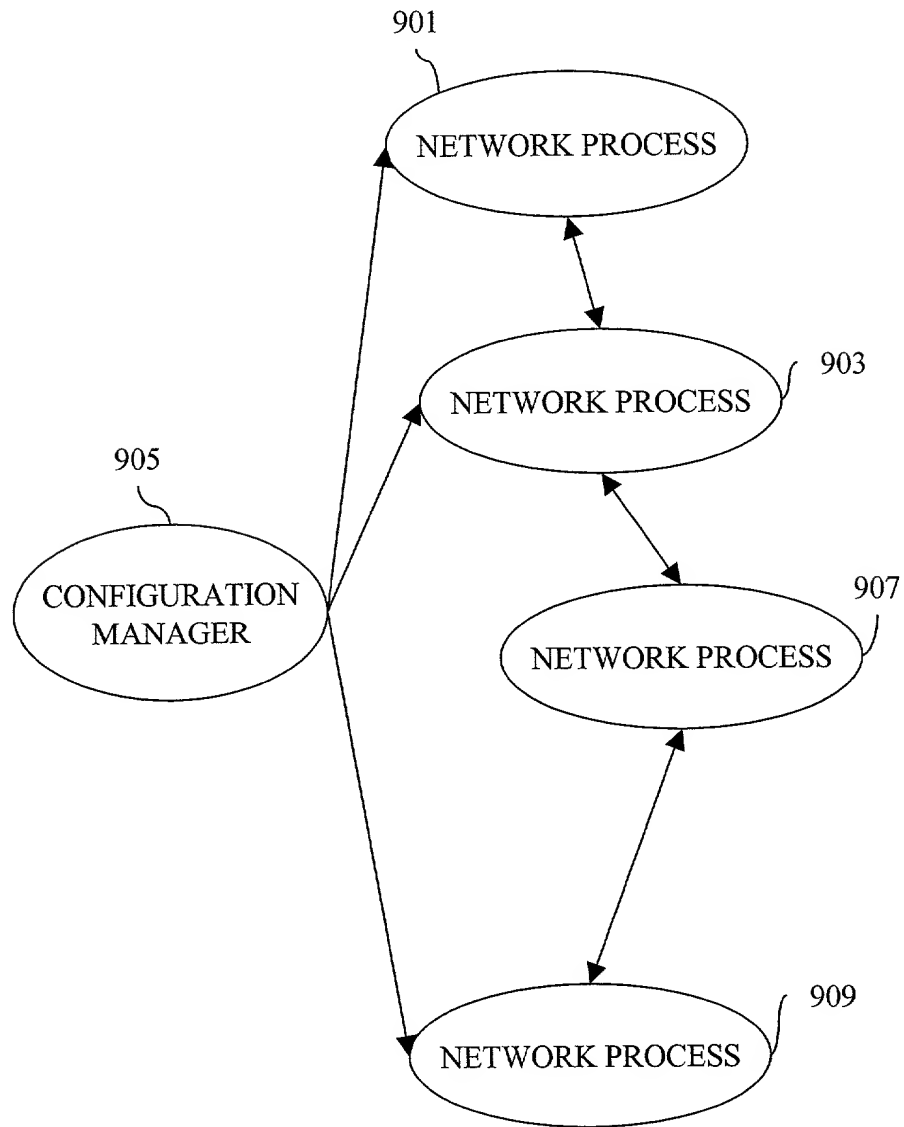 901
NETWORK PROCESS
903
NETWORK PROCESS
905
CONFIGURATION
MANAGER
907
NETWORK PROCESS
909
NETWORK PROCESS